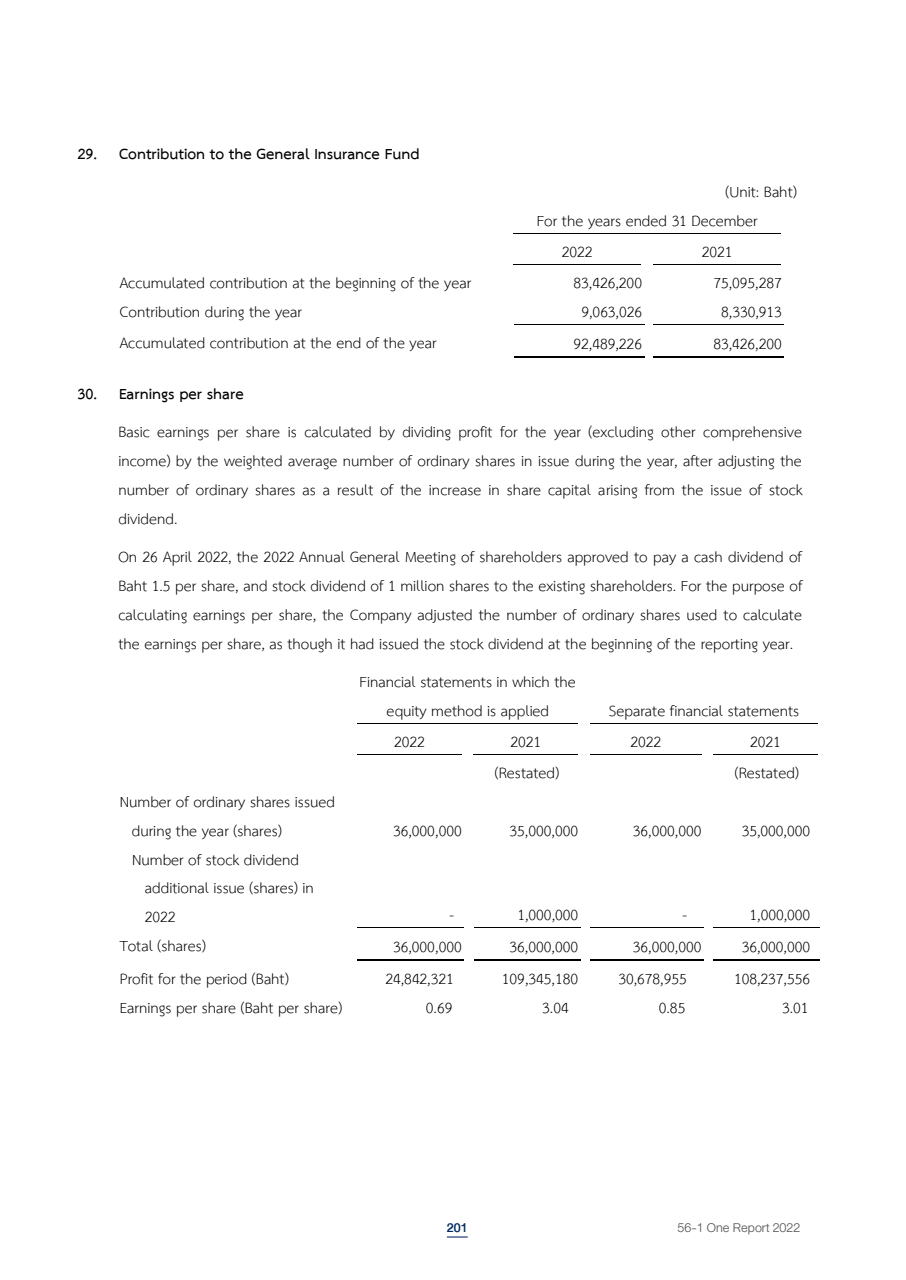 29. Contribution to the General Insurance Fund
(Unit: Baht)
For the years ended 31 December
2022 2021
Accumulated contribution at the beginning of the year 83,426,200 75,095,287
Contribution during the year 9,063,026 8,330,913
Accumulated contribution at the end of the year 92,489,226 83,426,200
30. Earnings per share
Basic earnings per share is calculated by dividing profit for the year (excluding other comprehensive
income) by the weighted average number of ordinary shares in issue during the year, after adjusting the
number of ordinary shares as a result of the increase in share capital arising from the issue of stock
dividend.
On 26 April 2022, the 2022 Annual General Meeting of shareholders approved to pay a cash dividend of
Baht 1.5 per share, and stock dividend of 1 million shares to the existing shareholders. For the purpose of
calculating earnings per share, the Company adjusted the number of ordinary shares used to calculate
the earnings per share, as though it had issued the stock dividend at the beginning of the reporting year.
Financial statements in which the
equity method is applied Separate financial statements
2022 2021 2022 2021
(Restated) (Restated)
Number of ordinary shares issued
during the year (shares) 36,000,000 35,000,000 36,000,000 35,000,000
Number of stock dividend
additional issue (shares) in
2022 - 1,000,000 - 1,000,000
Total (shares) 36,000,000 36,000,000 36,000,000 36,000,000
Profit for the period (Baht) 24,842,321 109,345,180 30,678,955 108,237,556
Earnings per share (Baht per share) 0.69 3.04 0.85 3.01
201 56-1 One Report 2022